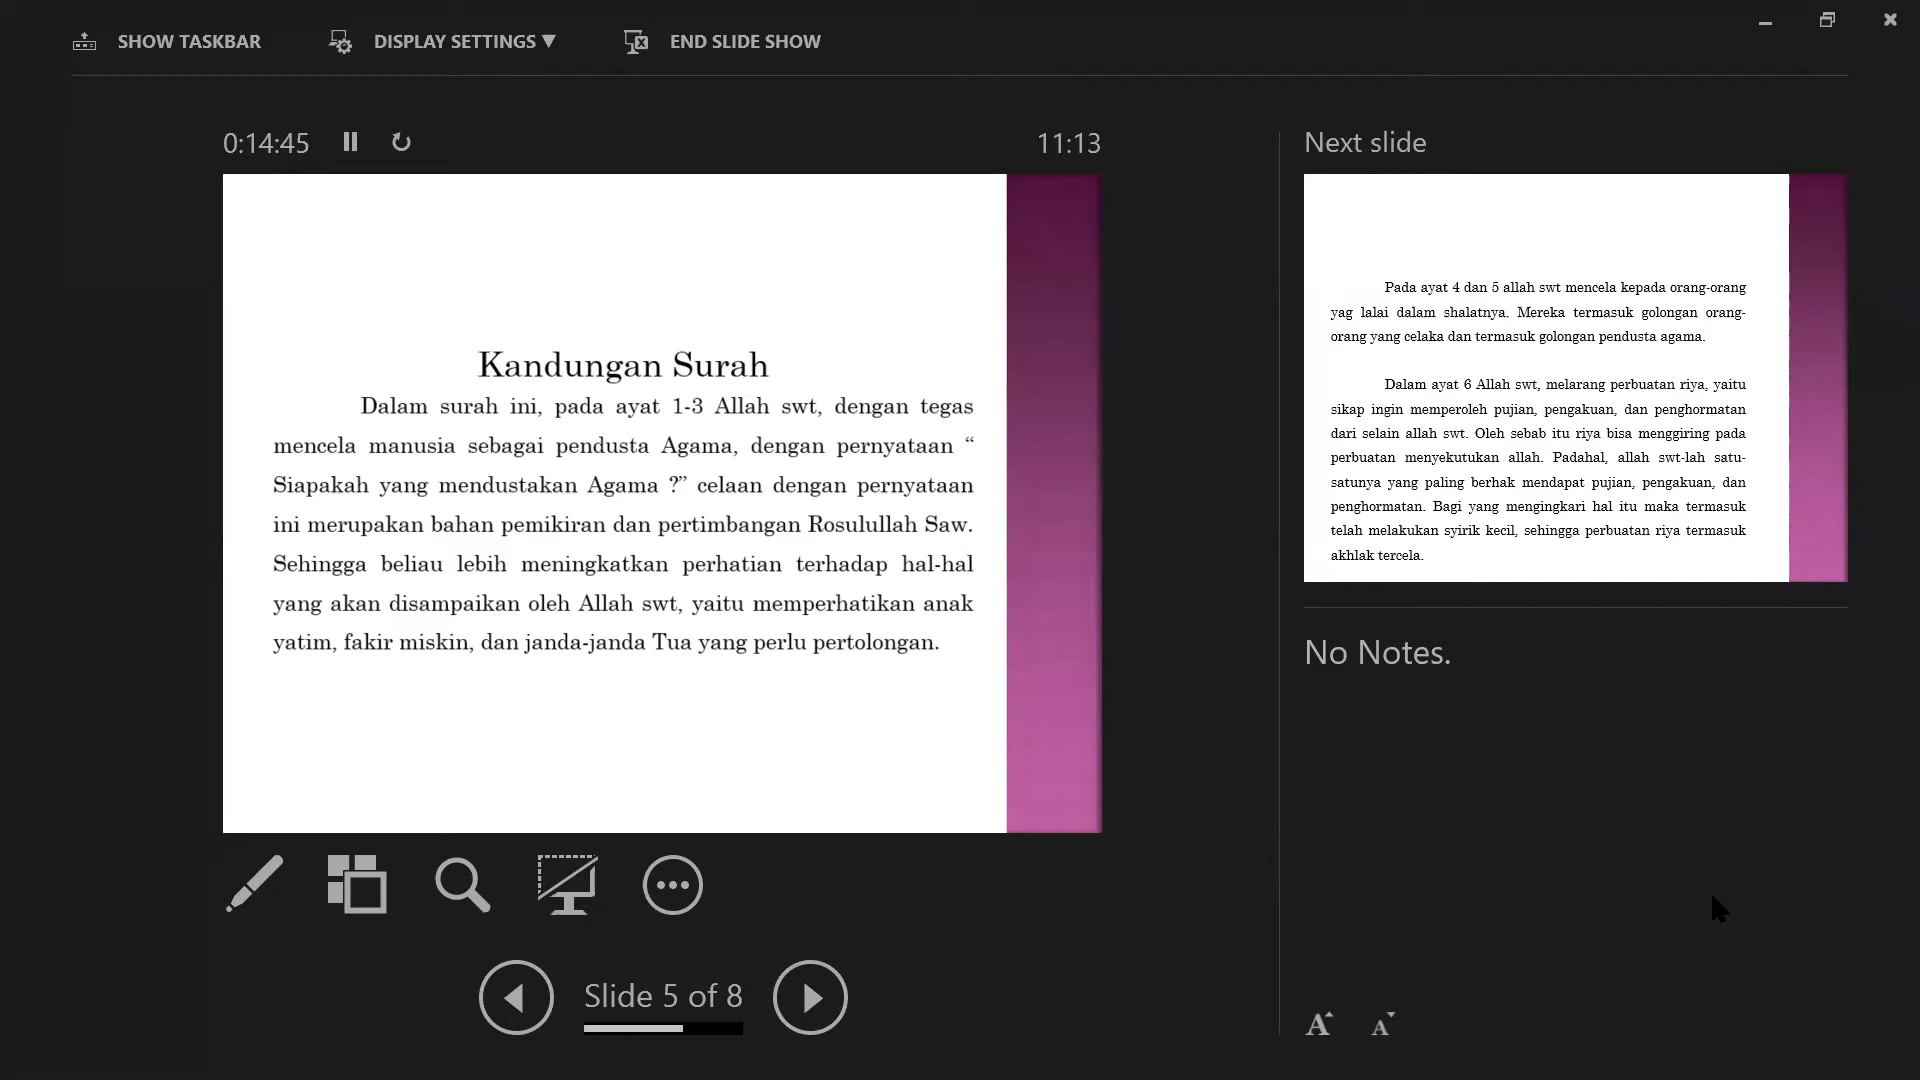 SHOW TASKBAR
DISPLAY SETTINGS ▼
END SLIDE SHOW
0:14:45
11:13
Kandungan Surah
Dalam surah ini, pada ayat 1-3 Allah swt, dengan tegas
mencela manusia sebagai pendusta Agama, dengan pernyataan “
Siapakah yang mendustakan Agama ?” celaan dengan pernyataan
ini merupakan bahan pemikiran dan pertimbangan Rosulullah Saw.
Sehingga beliau lebih meningkatkan perhatian terhadap hal-hal
yang akan disampaikan oleh Allah swt, yaitu memperhatikan anak
yatim, fakir miskin, dan janda-janda Tua yang perlu pertolongan.
Slide 5 of 8
Next slide
Pada ayat 4 dan 5 allah swt mencela kepada orang-orang
yag lalai dalam shalatnya. Mereka termasuk golongan orang-
orang yang celaka dan termasuk golongan pendusta agama.
Dalam ayat 6 Allah swt, melarang perbuatan riya, yaitu
sikap ingin memperoleh pujian, pengakuan, dan penghormatan
dari selain allah swt. Oleh sebab itu riya bisa menggiring pada
perbuatan menyekutukan allah. Padahal, allah swt-lah satu-
satunya yang paling berhak mendapat pujian, pengakuan, dan
penghormatan. Bagi yang mengingkari hal itu maka termasuk
telah melakukan syirik kecil, sehingga perbuatan riya termasuk
akhlak tercela.
No Notes.
A A